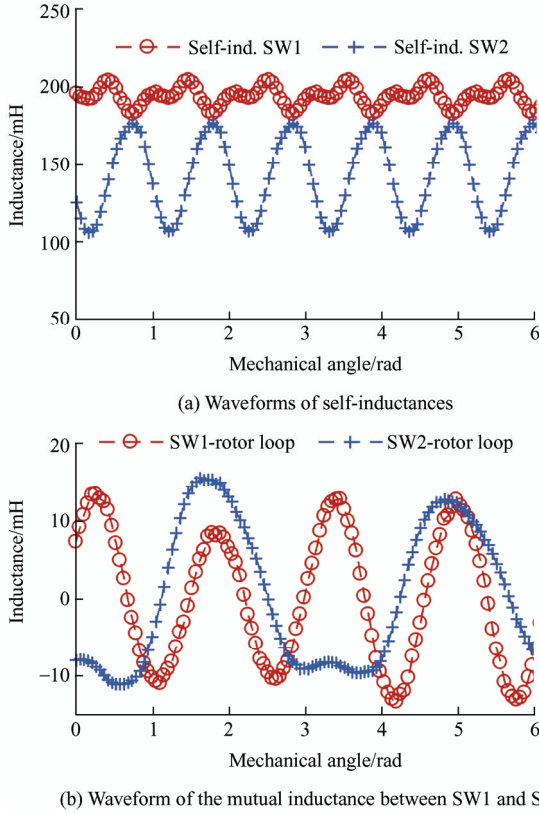 250
200
150
100
50
Inductance/mH
Self-ind. SW1
Self-ind. SW2
0 1 2 3 4 5 6
Mechanical angle/rad
(a) Waveforms of self-inductances
20
10
0
−10
Inductance/mH
SW1-rotor loop
SW2-rotor loop
0 1 2 3 4 5 6
Mechanical angle/rad
(b) Waveform of the mutual inductance between SW1 and S